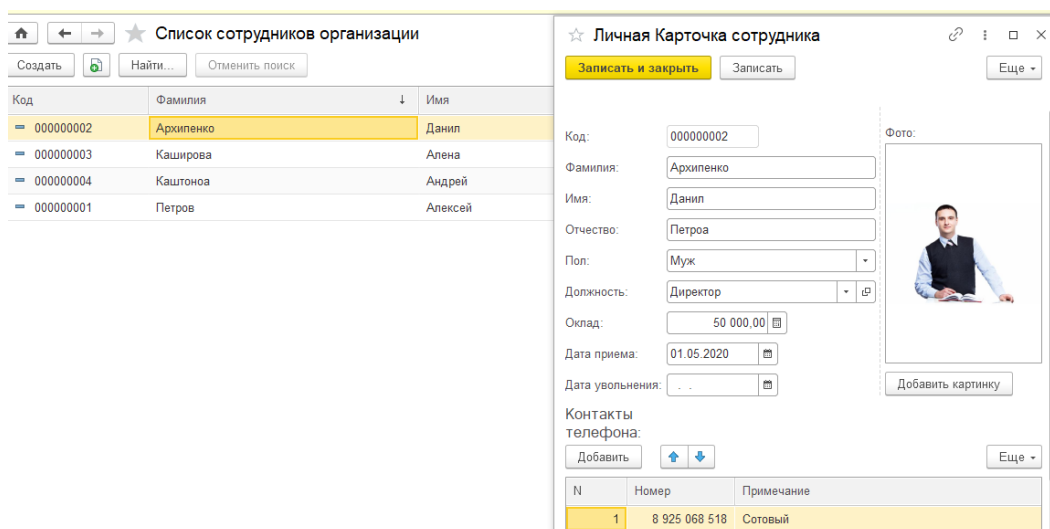 Список сотрудников организации
Создать Найти... Отменить поиск
Код Фамилия ↓ Имя
000000002 Архипенко Данил
000000003 Каширова Алена
000000004 Каштоноа Андрей
000000001 Петров Алексей
Личная Карточка сотрудника
Записать и закрыть Записать Еще
Код: 000000002
Фамилия: Архипенко
Имя: Данил
Отчество: Петроа
Пол: Муж
Должность: Директор
Оклад: 50 000,00
Дата приема: 01.05.2020
Дата увольнения: . .
Фото:
Добавить картинку
Контакты
телефона:
Добавить Еще
N Номер Примечание
1 8 925 068 518 Сотовый